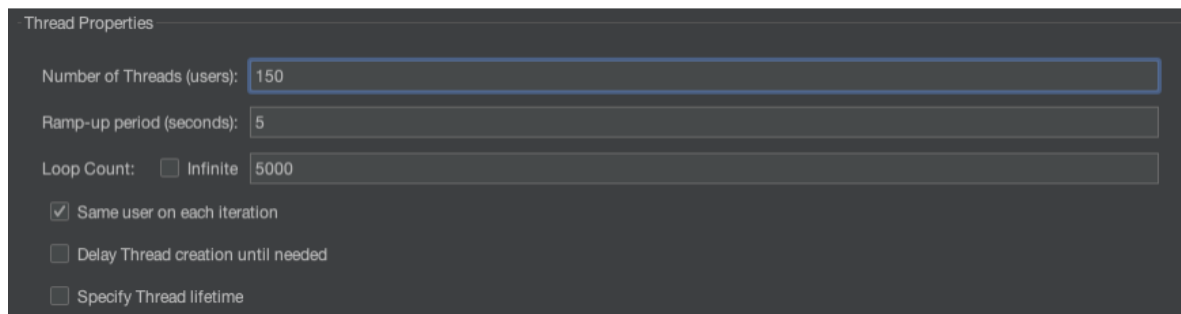 Thread Properties
Number of Threads (users): 150
Ramp-up period (seconds): 5
Loop Count: Infinite 5000
Same user on each iteration
Delay Thread creation until needed
Specify Thread lifetime